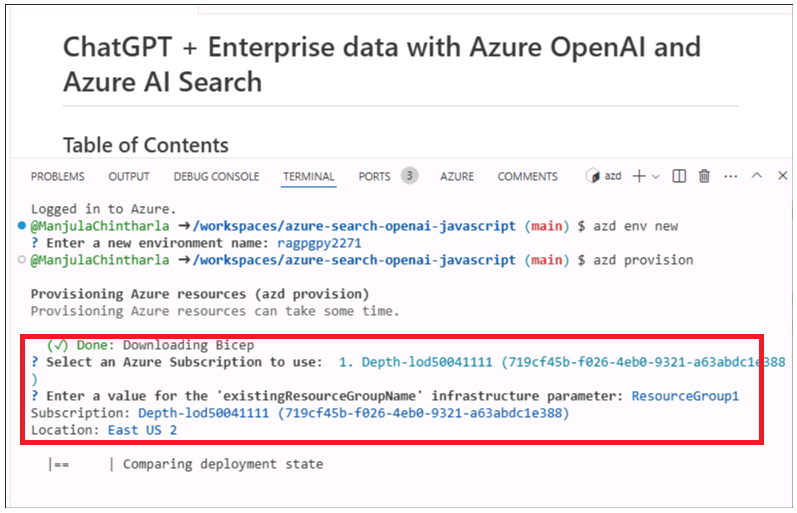 ChatGPT + Enterprise data with Azure OpenAI and
Azure AI Search
Table of Contents
PROBLEMS OUTPUT DEBUG CONSOLE TERMINAL PORTS 3 AZURE COMMENTS azd
Logged in to Azure.
@ManjulaChintharla ➜/workspaces/azure-search-openai-javascript (main) $ azd env new
? Enter a new environment name: ragpgpy2271
@ManjulaChintharla ➜/workspaces/azure-search-openai-javascript (main) $ azd provision
Provisioning Azure resources (azd provision)
Provisioning Azure resources can take some time.
(✓) Done: Downloading Bicep
? Select an Azure Subscription to use:  1. Depth-lod50041111 (719cf45b-f026-4eb0-9321-a63abdc1e388
)
? Enter a value for the 'existingResourceGroupName' infrastructure parameter: ResourceGroup1
Subscription: Depth-lod50041111 (719cf45b-f026-4eb0-9321-a63abdc1e388)
Location: East US 2
|== | Comparing deployment state